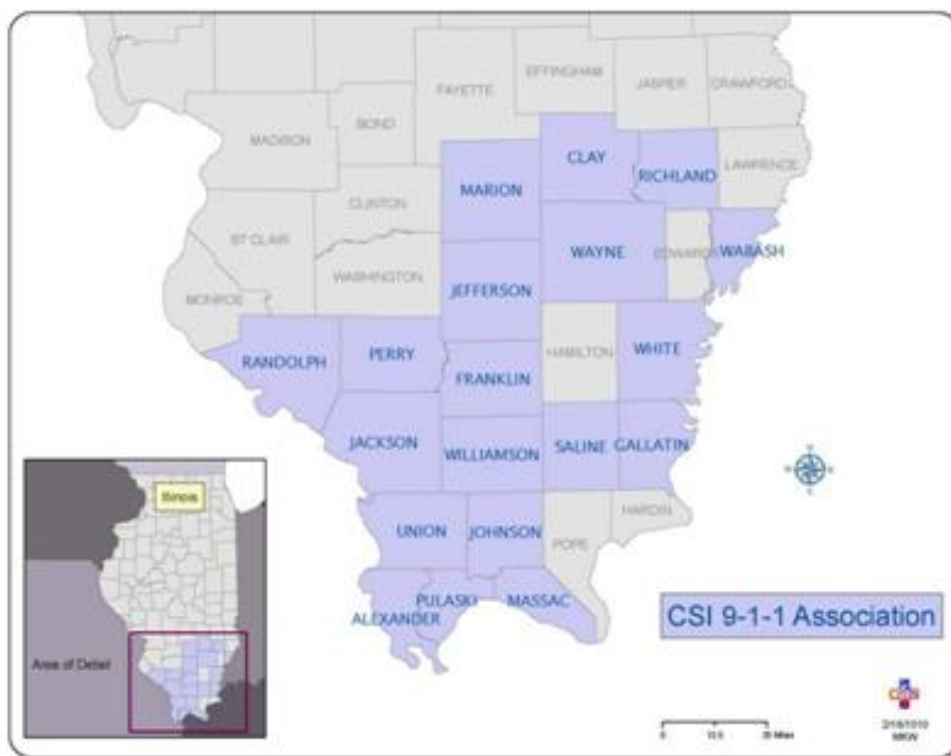 EFFINGHAM
FAYETTE
JASPER
CRAWFORD
BOND
MADISON
CLAY
RICHLAND
LAWRENCE
MARION
CLINTON
ST CLAIR
WAYNE
EDWARDS
WABASH
WASHINGTON
JEFFERSON
MONROE
RANDOLPH
PERRY
HAMILTON
WHITE
FRANKLIN
JACKSON
WILLIAMSON
SALINE
GALLATIN
Illinois
HARDIN
UNION
JOHNSON
POPE
PULASKI
MASSAC
ALEXANDER
CSI 9-1-1 Association
Area of Detail
MKW